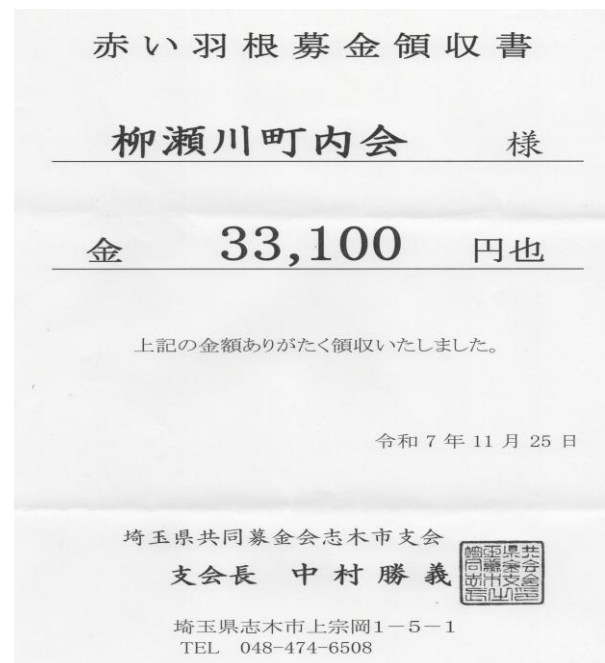 赤い羽根募金領収書
柳瀬川町内会 様
金 33,100 円也
上記の金額ありがたく領収いたしました。
令和 7 年 11 月 25 日
埼玉県共同募金会志木市支会
支会長 中村勝義
埼玉県志木市上宗岡1－5－1
TEL 048-474-6508